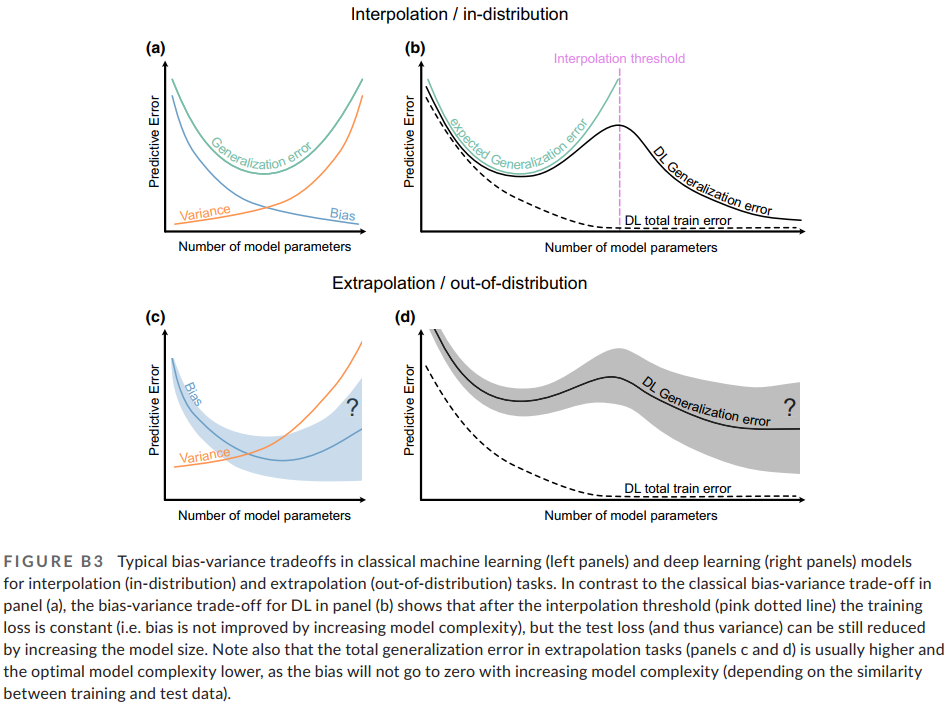 Interpolation / in-distribution
(a)
Predictive Error
Generalization error
Variance
Bias
Number of model parameters
(b)
Interpolation threshold
Predictive Error
expected Generalization error
DL Generalization error
DL total train error
Number of model parameters
Extrapolation / out-of-distribution
(c)
Predictive Error
Bias
Variance
?
Number of model parameters
(d)
Predictive Error
DL Generalization error
?
DL total train error
Number of model parameters
FIGURE B3 Typical bias-variance tradeoffs in classical machine learning (left panels) and deep learning (right panels) models
for interpolation (in-distribution) and extrapolation (out-of-distribution) tasks. In contrast to the classical bias-variance trade-off in
panel (a), the bias-variance trade-off for DL in panel (b) shows that after the interpolation threshold (pink dotted line) the training
loss is constant (i.e. bias is not improved by increasing model complexity), but the test loss (and thus variance) can be still reduced
by increasing the model size. Note also that the total generalization error in extrapolation tasks (panels c and d) is usually higher and
the optimal model complexity lower, as the bias will not go to zero with increasing model complexity (depending on the similarity
between training and test data).